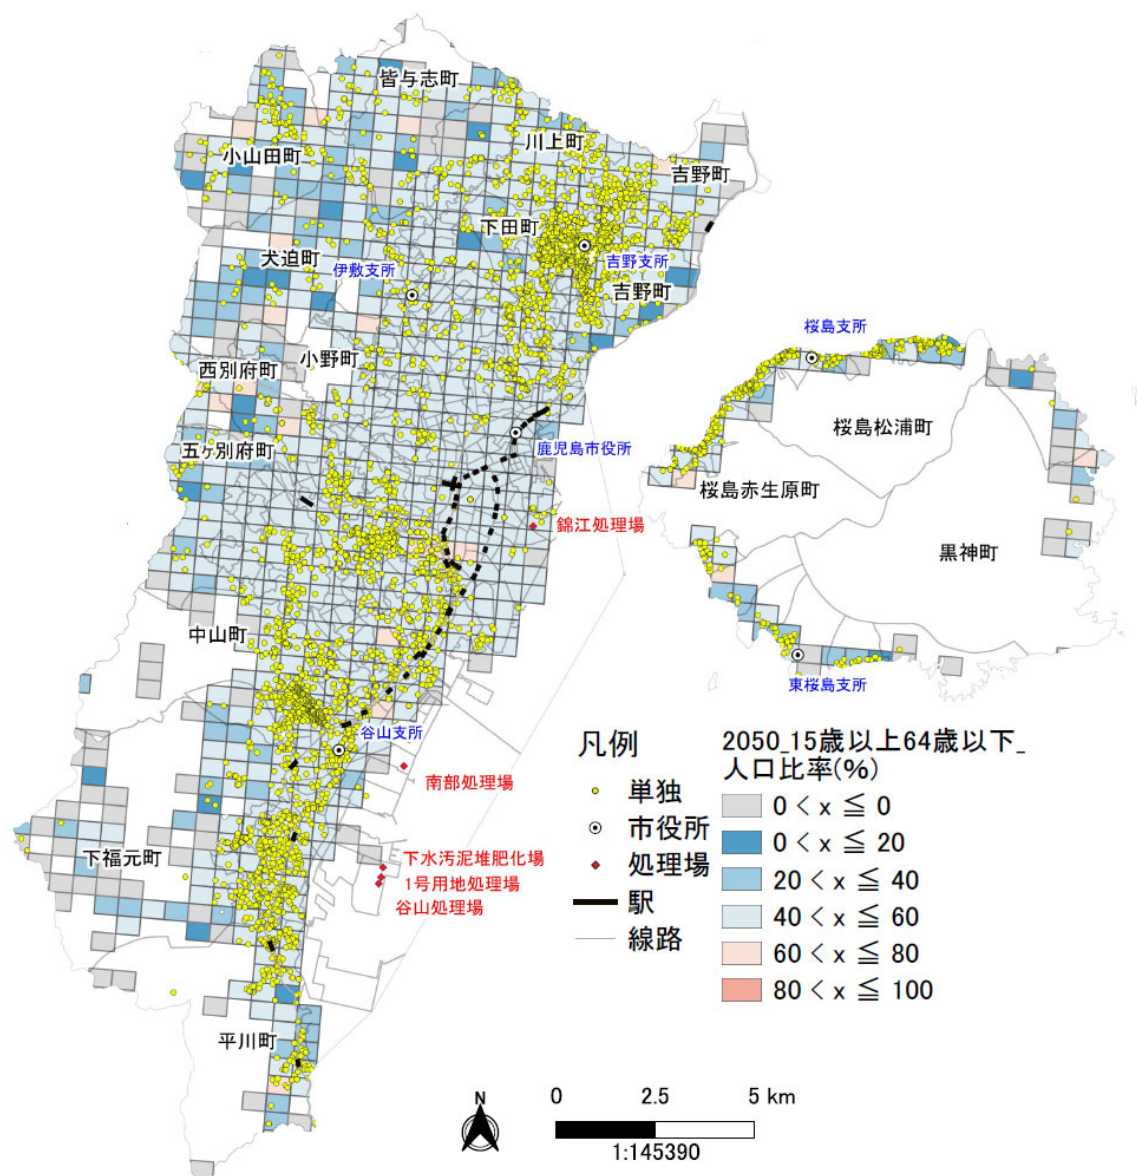 皆与志町
川上町
小山田町
吉野町
下田町
犬迫町
伊敷支所
吉野支所
吉野町
桜島支所
小野町
西別府町
桜島松浦町
五ヶ別府町
鹿児島市役所
桜島赤生原町
錦江処理場
黒神町
中山町
東桜島支所
谷山支所
南部処理場
下福元町
下水汚泥堆肥化場
1号用地処理場
谷山処理場
平川町
凡例
単独
市役所
処理場
駅
線路
2050_15歳以上64歳以下_
人口比率(%)
0 < x ≦ 0
0 < x ≦ 20
20 < x ≦ 40
40 < x ≦ 60
60 < x ≦ 80
80 < x ≦ 100
N
0 2.5 5 km
1:145390